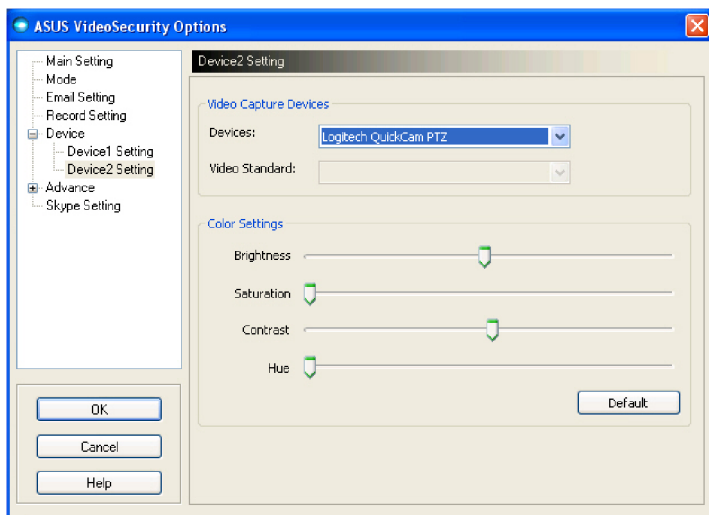 ASUS VideoSecurity Options
Main Setting
Mode
Email Setting
Record Setting
Device
Device1 Setting
Device2 Setting
Advance
Skype Setting
OK
Cancel
Help
Device2 Setting
Video Capture Devices
Devices: Logitech QuickCam PTZ
Video Standard:
Color Settings
Brightness
Saturation
Contrast
Hue
Default